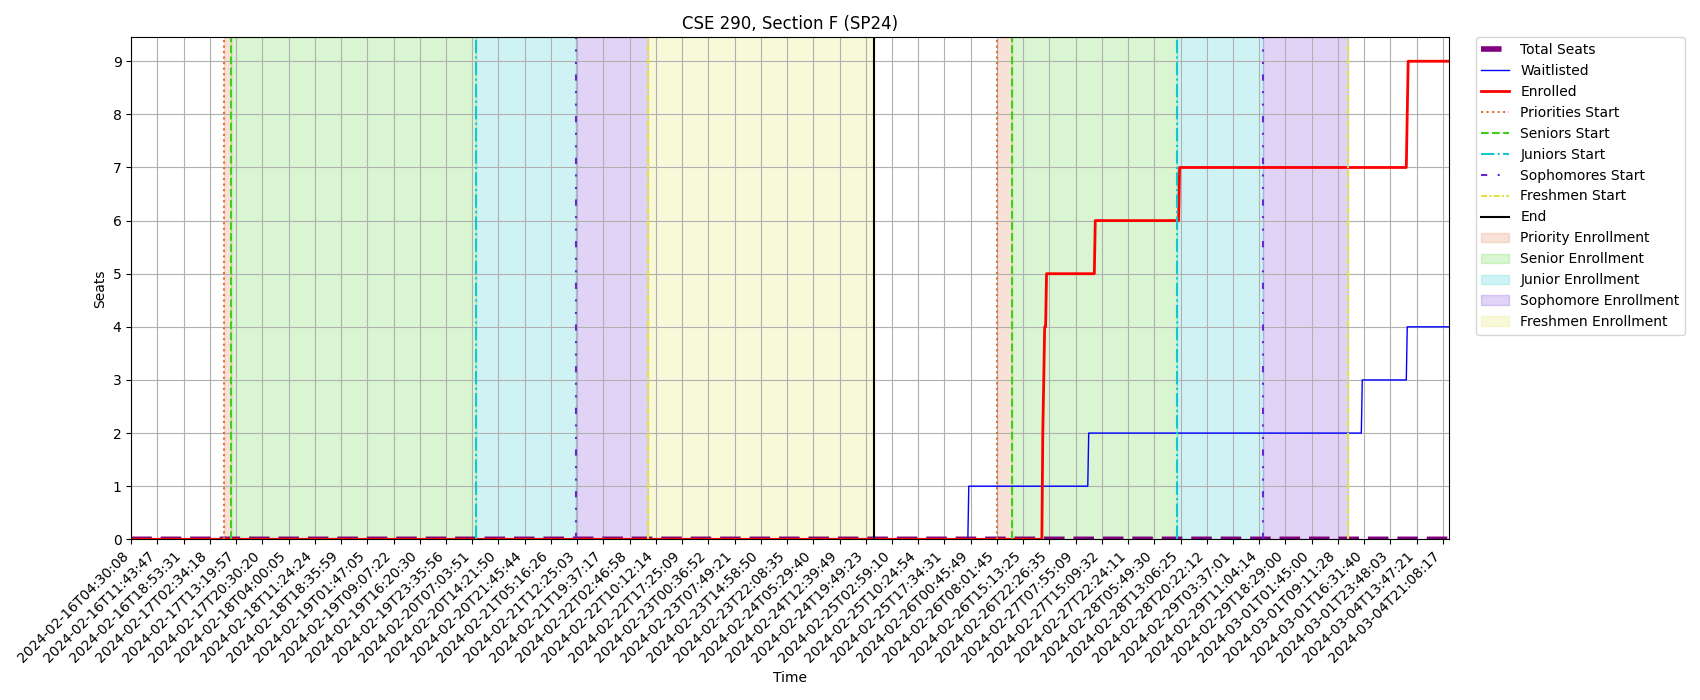 CSE 290, Section F (SP24)
Seats
9
8
7
6
5
4
3
2
1
0
2024-02-16T04:30:08
2024-02-16T11:43:47
2024-02-16T18:53:31
2024-02-17T02:34:18
2024-02-17T13:19:57
2024-02-17T20:30:20
2024-02-18T04:00:05
2024-02-18T11:24:24
2024-02-18T18:35:59
2024-02-19T01:47:05
2024-02-19T09:07:22
2024-02-19T16:20:30
2024-02-19T23:35:56
2024-02-20T07:03:51
2024-02-20T14:21:50
2024-02-20T21:45:44
2024-02-21T05:16:26
2024-02-21T12:25:03
2024-02-21T19:37:17
2024-02-22T02:46:58
2024-02-22T10:12:14
2024-02-22T17:25:09
2024-02-23T00:36:52
2024-02-23T07:49:21
2024-02-23T14:58:50
2024-02-23T22:08:35
2024-02-24T05:29:40
2024-02-24T12:39:49
2024-02-24T19:49:23
2024-02-25T02:59:10
2024-02-25T10:24:54
2024-02-25T17:34:31
2024-02-26T00:45:49
2024-02-26T08:01:45
2024-02-26T15:13:25
2024-02-26T22:26:35
2024-02-27T07:55:09
2024-02-27T15:09:32
2024-02-27T22:24:11
2024-02-28T05:49:30
2024-02-28T13:06:25
2024-02-28T20:22:12
2024-02-29T03:37:01
2024-02-29T11:04:14
2024-02-29T18:29:00
2024-03-01T01:45:00
2024-03-01T09:11:28
2024-03-01T16:31:40
2024-03-01T23:48:03
2024-03-04T13:47:21
2024-03-04T21:08:17
Time
Total Seats
Waitlisted
Enrolled
Priorities Start
Seniors Start
Juniors Start
Sophomores Start
Freshmen Start
End
Priority Enrollment
Senior Enrollment
Junior Enrollment
Sophomore Enrollment
Freshmen Enrollment